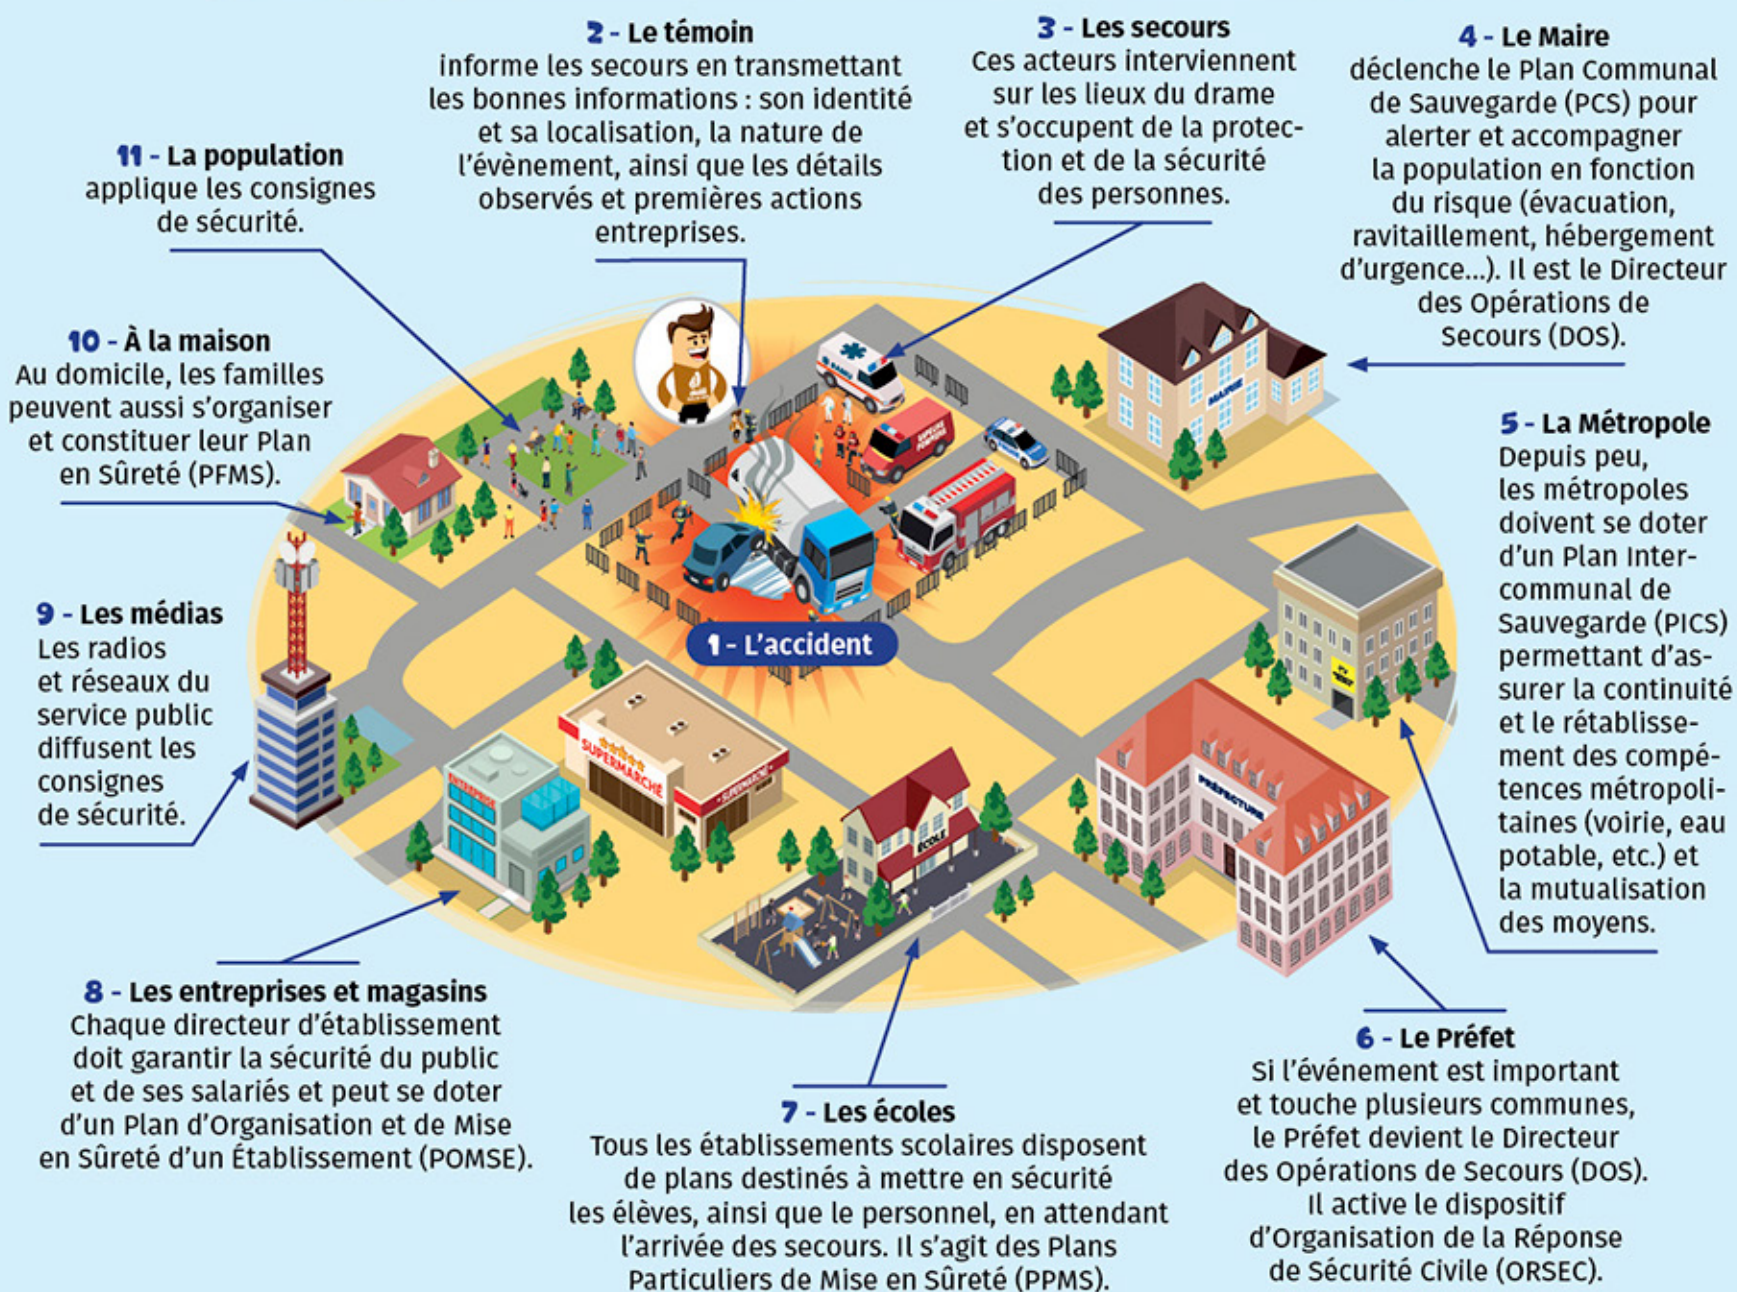 2 - Le témoin
informe les secours en transmettant
les bonnes informations : son identité
et sa localisation, la nature de
l'évènement, ainsi que les détails
observés et premières actions
entreprises.
3 - Les secours
Ces acteurs interviennent
sur les lieux du drame
et s'occupent de la protec-
tion et de la sécurité
des personnes.
4 - Le Maire
déclenche le Plan Communal
de Sauvegarde (PCS) pour
alerter et accompagner
la population en fonction
du risque (évacuation,
ravitaillement, hébergement
d'urgence...). Il est le Directeur
des Opérations de
Secours (DOS).
11 - La population
applique les consignes
de sécurité.
10 - À la maison
Au domicile, les familles
peuvent aussi s'organiser
et constituer leur Plan
en Sûreté (PFMS).
SAMU
SAPEURS
POMPIERS
MAIRIE
5 - La Métropole
Depuis peu,
les métropoles
doivent se doter
d'un Plan Inter-
communal de
Sauvegarde (PICS)
permettant d'as-
surer la continuité
et le rétablisse-
ment des compé-
tences métropoli-
taines (voirie, eau
potable, etc.) et
la mutualisation
des moyens.
1 - L'accident
9 - Les médias
Les radios
et réseaux du
service public
diffusent les
consignes
de sécurité.
SUPERMARCHÉ
SUPERMARCHÉ
ENTREPRISE
ÉCOLE
PRÉFECTURE
8 - Les entreprises et magasins
Chaque directeur d'établissement
doit garantir la sécurité du public
et de ses salariés et peut se doter
d'un Plan d'Organisation et de Mise
en Sûreté d'un Établissement (POMSE).
7 - Les écoles
Tous les établissements scolaires disposent
de plans destinés à mettre en sécurité
les élèves, ainsi que le personnel, en attendant
l'arrivée des secours. Il s'agit des Plans
Particuliers de Mise en Sûreté (PPMS).
6 - Le Préfet
Si l'événement est important
et touche plusieurs communes,
le Préfet devient le Directeur
des Opérations de Secours (DOS).
Il active le dispositif
d'Organisation de la Réponse
de Sécurité Civile (ORSEC).